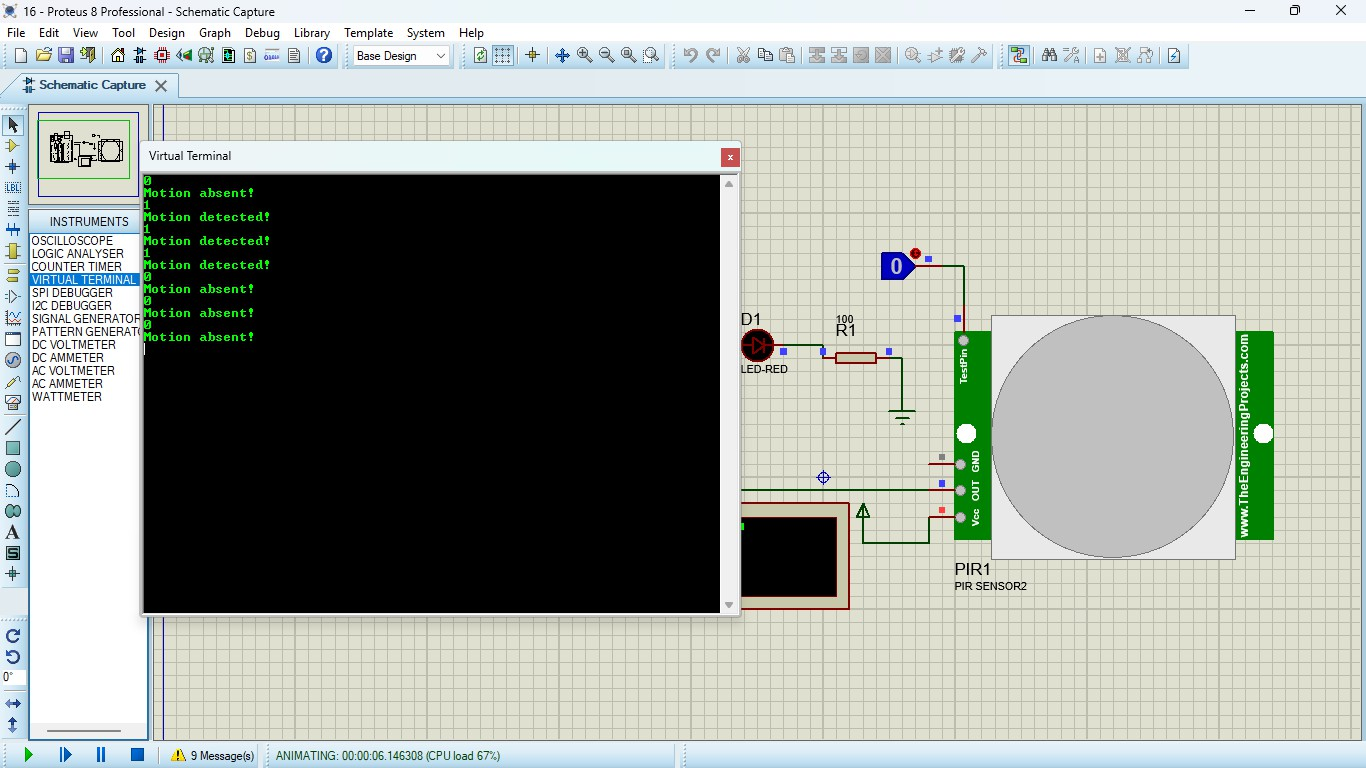 16 - Proteus 8 Professional - Schematic Capture
File Edit View Tool Design Graph Debug Library Template System Help
Base Design
Schematic Capture
LBL
A
S
0°
INSTRUMENTS
OSCILLOSCOPE
LOGIC ANALYSER
COUNTER TIMER
VIRTUAL TERMINAL
SPI DEBUGGER
I2C DEBUGGER
SIGNAL GENERATOR
PATTERN GENERATO
DC VOLTMETER
DC AMMETER
AC VOLTMETER
AC AMMETER
WATTMETER
Virtual Terminal
0
Motion absent!
1
Motion detected!
1
Motion detected!
1
Motion detected!
0
Motion absent!
0
Motion absent!
0
Motion absent!
0
D1
LED-RED
100
R1
TestPin
GND
OUT
Vcc
www.TheEngineeringProjects.com
PIR1
PIR SENSOR2
9 Message(s)
ANIMATING: 00:00:06.146308 (CPU load 67%)